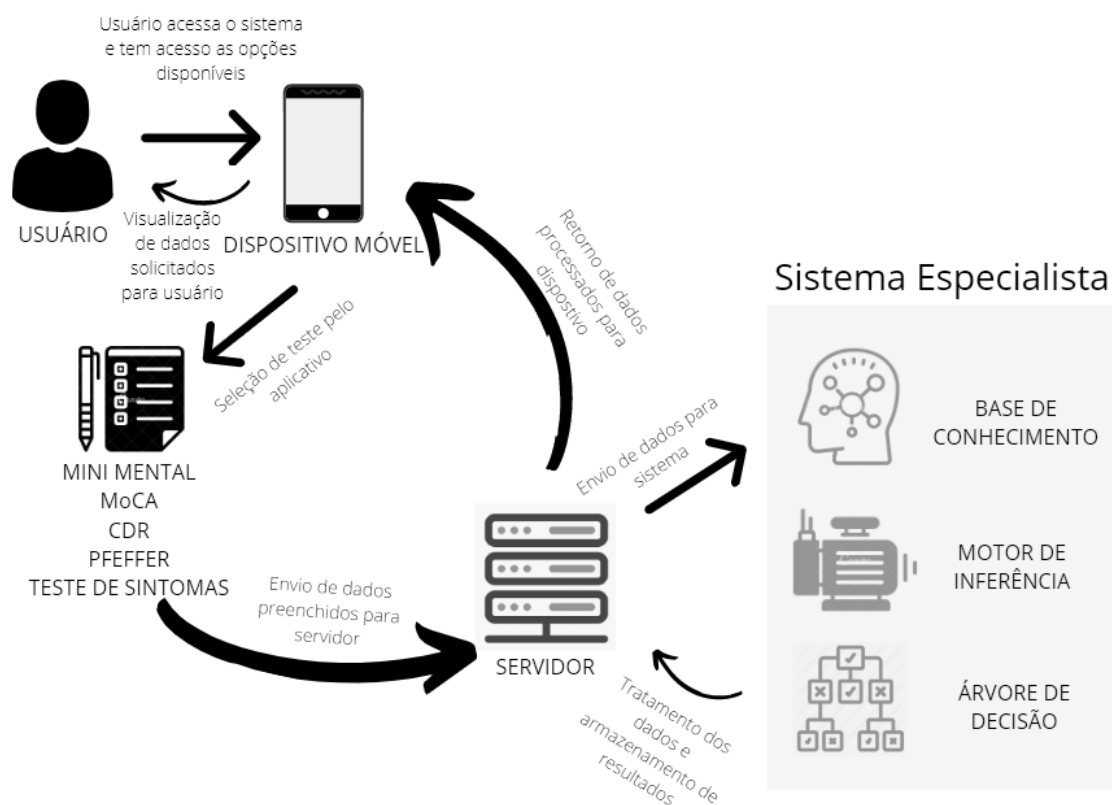 Usuário acessa o sistema
e tem acesso as opções
disponíveis
USUÁRIO
Visualização
de dados
solicitados
para usuário
DISPOSITIVO MÓVEL
Seleção de teste pelo
aplicativo
MINI MENTAL
MoCA
CDR
PFEFFER
TESTE DE SINTOMAS
Envio de dados
preenchidos para
servidor
SERVIDOR
Retorno de dados
processados para
dispostivo
Envio de dados para
sistema
Tratamento dos
dados e
armazenamento de
resultados
Sistema Especialista
BASE DE
CONHECIMENTO
MOTOR DE
INFERÊNCIA
ÁRVORE DE
DECISÃO